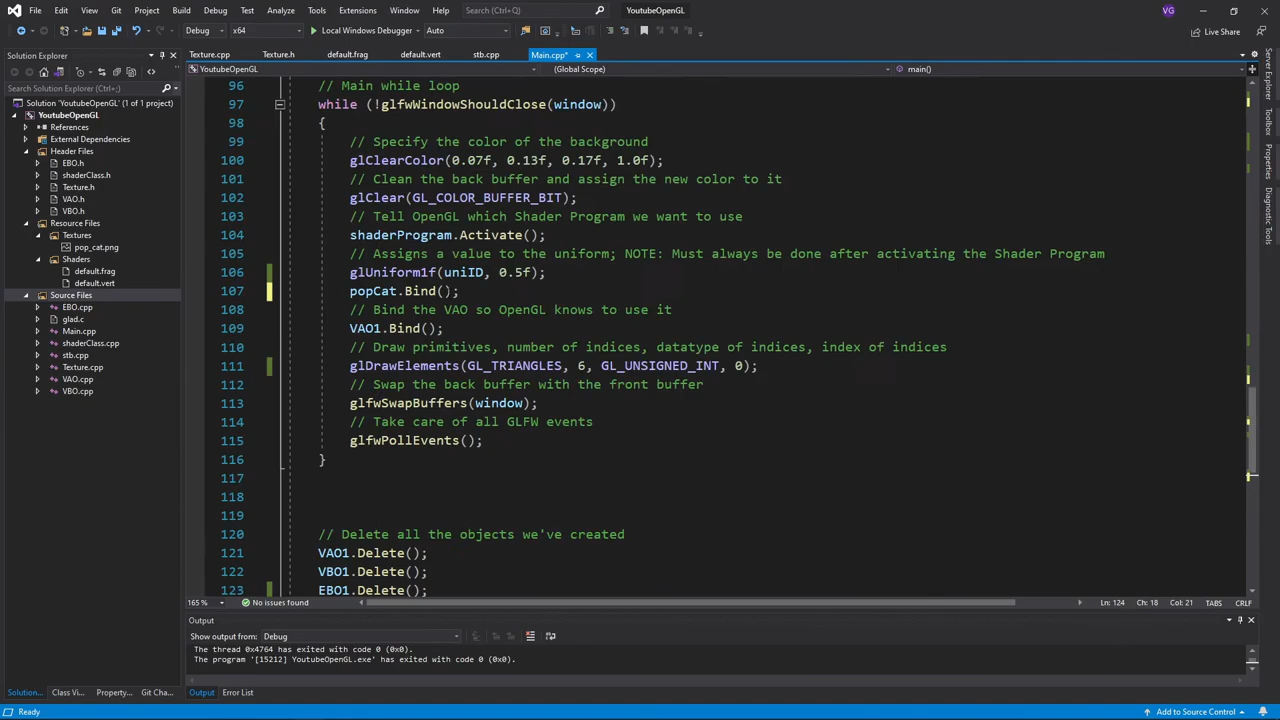 File Edit View Git Project Build Debug Test Analyze Tools Extensions Window Help Search (Ctrl+Q) YoutubeOpenGL VG
Debug x64 Local Windows Debugger Auto Live Share
Solution Explorer
Search Solution Explorer (Ctrl+;)
Solution 'YoutubeOpenGL' (1 of 1 project)
YoutubeOpenGL
References
External Dependencies
Header Files
EBO.h
shaderClass.h
Texture.h
VAO.h
VBO.h
Resource Files
Textures
pop_cat.png
Shaders
default.frag
default.vert
Source Files
EBO.cpp
glad.c
Main.cpp
shaderClass.cpp
stb.cpp
Texture.cpp
VAO.cpp
VBO.cpp
Solution... Class Vi... Property... Git Cha...
Texture.cpp Texture.h default.frag default.vert stb.cpp Main.cpp*
YoutubeOpenGL (Global Scope) main()
96 // Main while loop
97 while (!glfwWindowShouldClose(window))
98 {
99 // Specify the color of the background
100 glClearColor(0.07f, 0.13f, 0.17f, 1.0f);
101 // Clean the back buffer and assign the new color to it
102 glClear(GL_COLOR_BUFFER_BIT);
103 // Tell OpenGL which Shader Program we want to use
104 shaderProgram.Activate();
105 // Assigns a value to the uniform; NOTE: Must always be done after activating the Shader Program
106 glUniform1f(uniID, 0.5f);
107 popCat.Bind();
108 // Bind the VAO so OpenGL knows to use it
109 VAO1.Bind();
110 // Draw primitives, number of indices, datatype of indices, index of indices
111 glDrawElements(GL_TRIANGLES, 6, GL_UNSIGNED_INT, 0);
112 // Swap the back buffer with the front buffer
113 glfwSwapBuffers(window);
114 // Take care of all GLFW events
115 glfwPollEvents();
116 }
117
118
119
120 // Delete all the objects we've created
121 VAO1.Delete();
122 VBO1.Delete();
123 EBO1.Delete();
165 % No issues found Ln: 124 Ch: 18 Col: 21 TABS CRLF
Output
Show output from: Debug
The thread 0x4764 has exited with code 0 (0x0).
The program '[15212] YoutubeOpenGL.exe' has exited with code 0 (0x0).
Output Error List
Server Explorer
Toolbox
Properties
Diagnostic Tools
Ready Add to Source Control